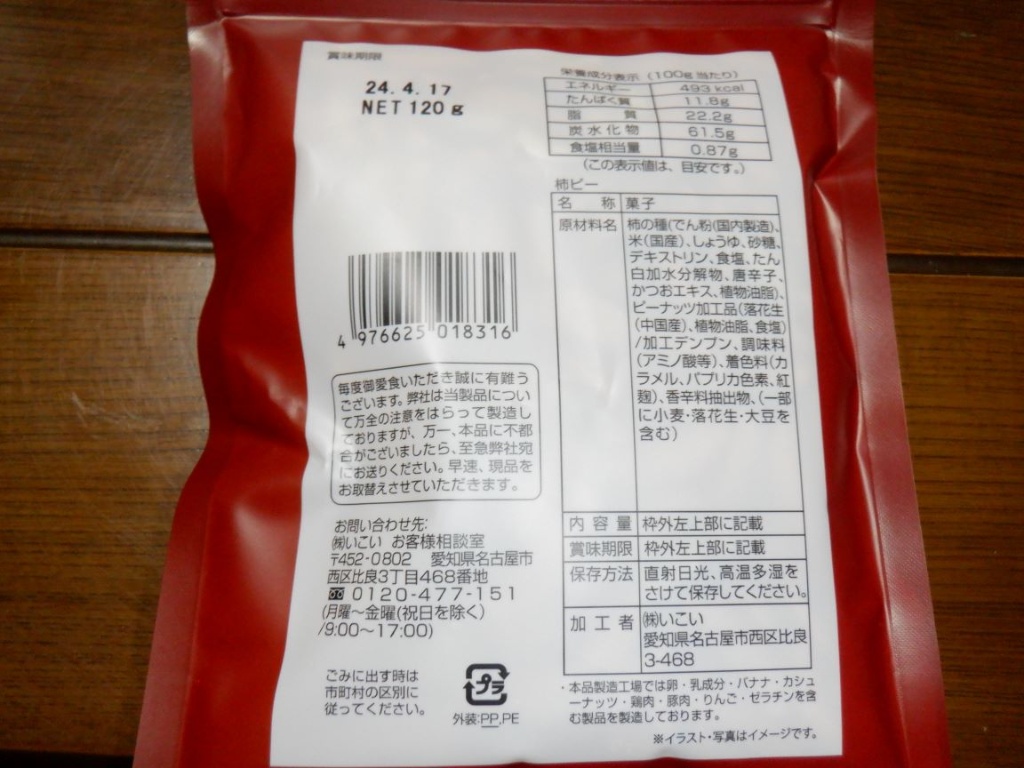 賞味期限
24.4.17
NET 120g
栄養成分表示 (100g当たり)
エネルギー 493 kcal
たんぱく質 11.8g
脂質 22.2g
炭水化物 61.5g
食塩相当量 0.87g
(この表示値は、目安です。)
柿ピー
名称 菓子
原材料名 柿の種(でん粉(国内製造)、
米(国産)、しょうゆ、砂糖、
デキストリン、食塩、たん
白加水分解物、唐辛子、
かつおエキス、植物油脂)、
ピーナッツ加工品(落花生
(中国産)、植物油脂、食塩)
/加工デンプン、調味料
(アミノ酸等)、着色料(カ
ラメル、パプリカ色素、紅
麹)、香辛料抽出物、(一部
に小麦・落花生・大豆を
含む)
内容量 枠外左上部に記載
賞味期限 枠外左上部に記載
保存方法 直射日光、高温多湿を
さけて保存してください。
加工者 ㈱いこい
愛知県名古屋市西区比良
3-468
・本品製造工場では卵・乳成分・バナナ・カシュ
ーナッツ・鶏肉・豚肉・りんご・ゼラチンを含
む製品を製造しております。
※イラスト・写真はイメージです。
4 976625 018316
毎度御愛食いただき誠に有難う
ございます。弊社は当製品につい
て万全の注意をはらって製造し
ておりますが、万一、本品に不都
合がございましたら、至急弊社宛
にお送りください。早速、現品を
お取替えさせていただきます。
お問い合わせ先:
㈱いこい お客様相談室
〒452-0802 愛知県名古屋市
西区比良3丁目468番地
0120-477-151
(月曜〜金曜(祝日を除く)
/9:00〜17:00)
ごみに出す時は
市町村の区別に
従ってください。
プラ
外装:PP,PE